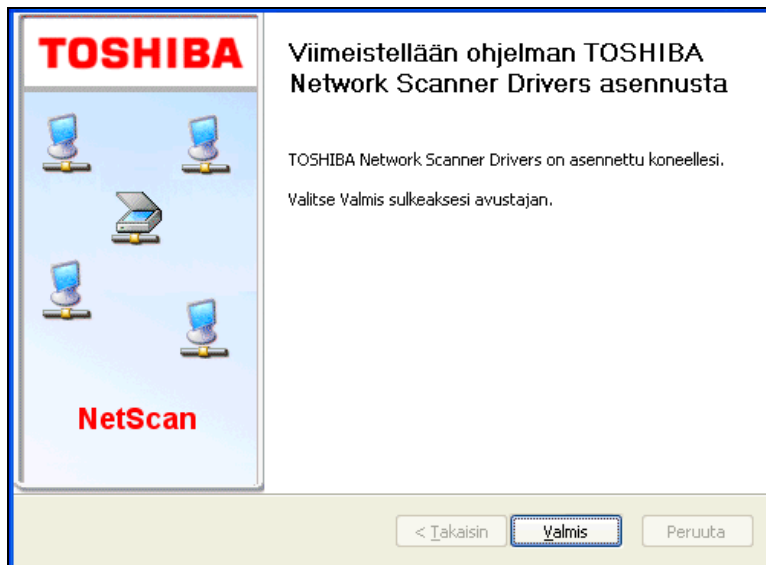 TOSHIBA
NetScan
Viimeistellään ohjelman TOSHIBA
Network Scanner Drivers asennusta
TOSHIBA Network Scanner Drivers on asennettu koneellesi.
Valitse Valmis sulkeaksesi avustajan.
< Takaisin
Valmis
Peruuta